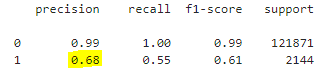 precision recall f1-score support
0 0.99 1.00 0.99 121871
1 0.68 0.55 0.61 2144